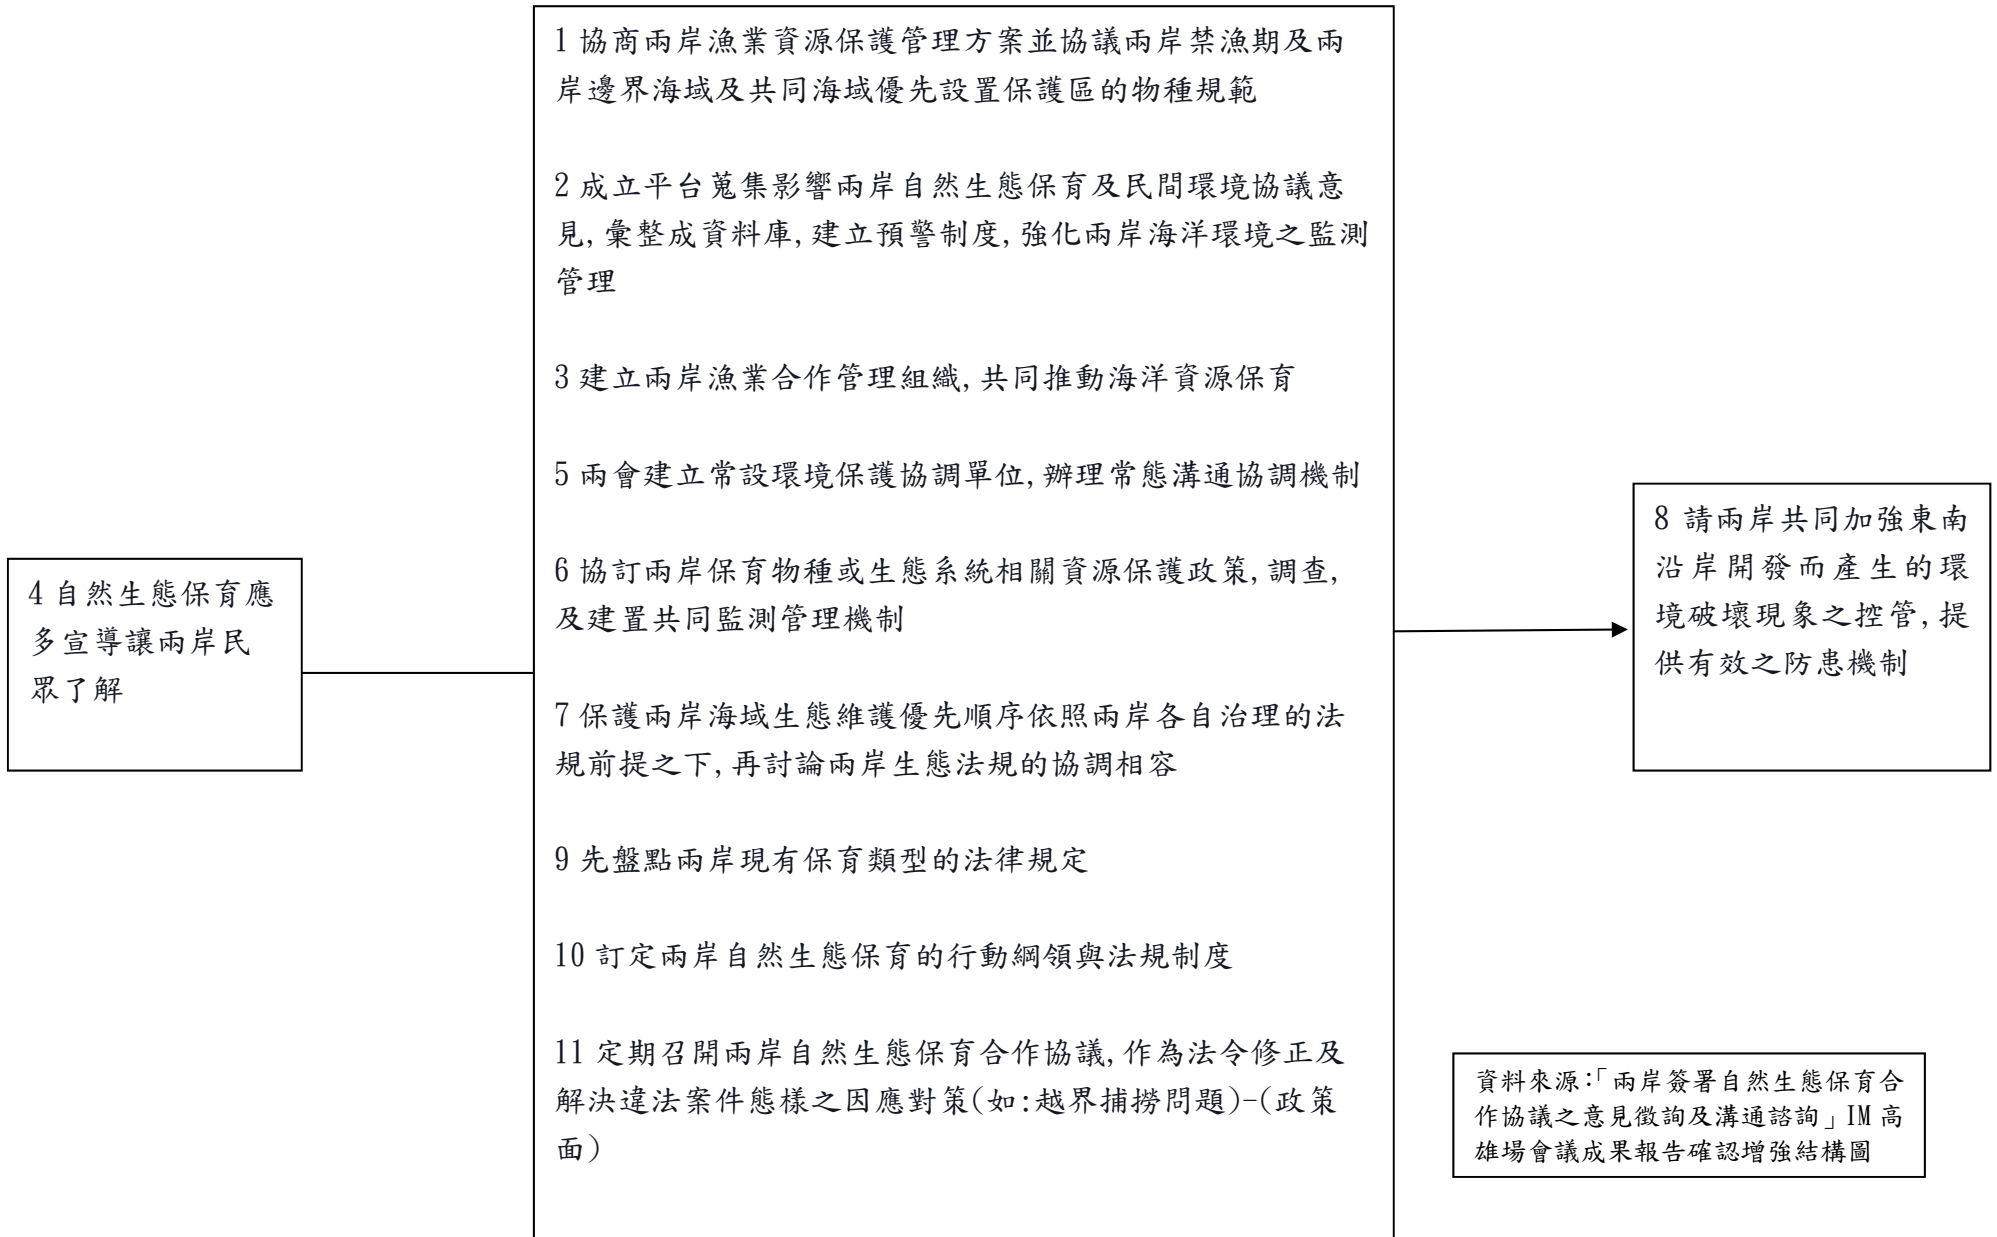 1 協商兩岸漁業資源保護管理方案並協議兩岸禁漁期及兩
岸邊界海域及共同海域優先設置保護區的物種規範
2 成立平台蒐集影響兩岸自然生態保育及民間環境協議意
見,彙整成資料庫,建立預警制度,強化兩岸海洋環境之監測
管理
3 建立兩岸漁業合作管理組織,共同推動海洋資源保育
5 兩會建立常設環境保護協調單位,辦理常態溝通協調機制
6 協訂兩岸保育物種或生態系統相關資源保護政策,調查,
及建置共同監測管理機制
7 保護兩岸海域生態維護優先順序依照兩岸各自治理的法
規前提之下,再討論兩岸生態法規的協調相容
9 先盤點兩岸現有保育類型的法律規定
10 訂定兩岸自然生態保育的行動綱領與法規制度
11 定期召開兩岸自然生態保育合作協議,作為法令修正及
解決違法案件態樣之因應對策(如:越界捕撈問題)-(政策
面)
4 自然生態保育應
多宣導讓兩岸民
眾了解
8 請兩岸共同加強東南
沿岸開發而產生的環
境破壞現象之控管,提
供有效之防患機制
資料來源:「兩岸簽署自然生態保育合
作協議之意見徵詢及溝通諮詢」IM 高
雄場會議成果報告確認增強結構圖